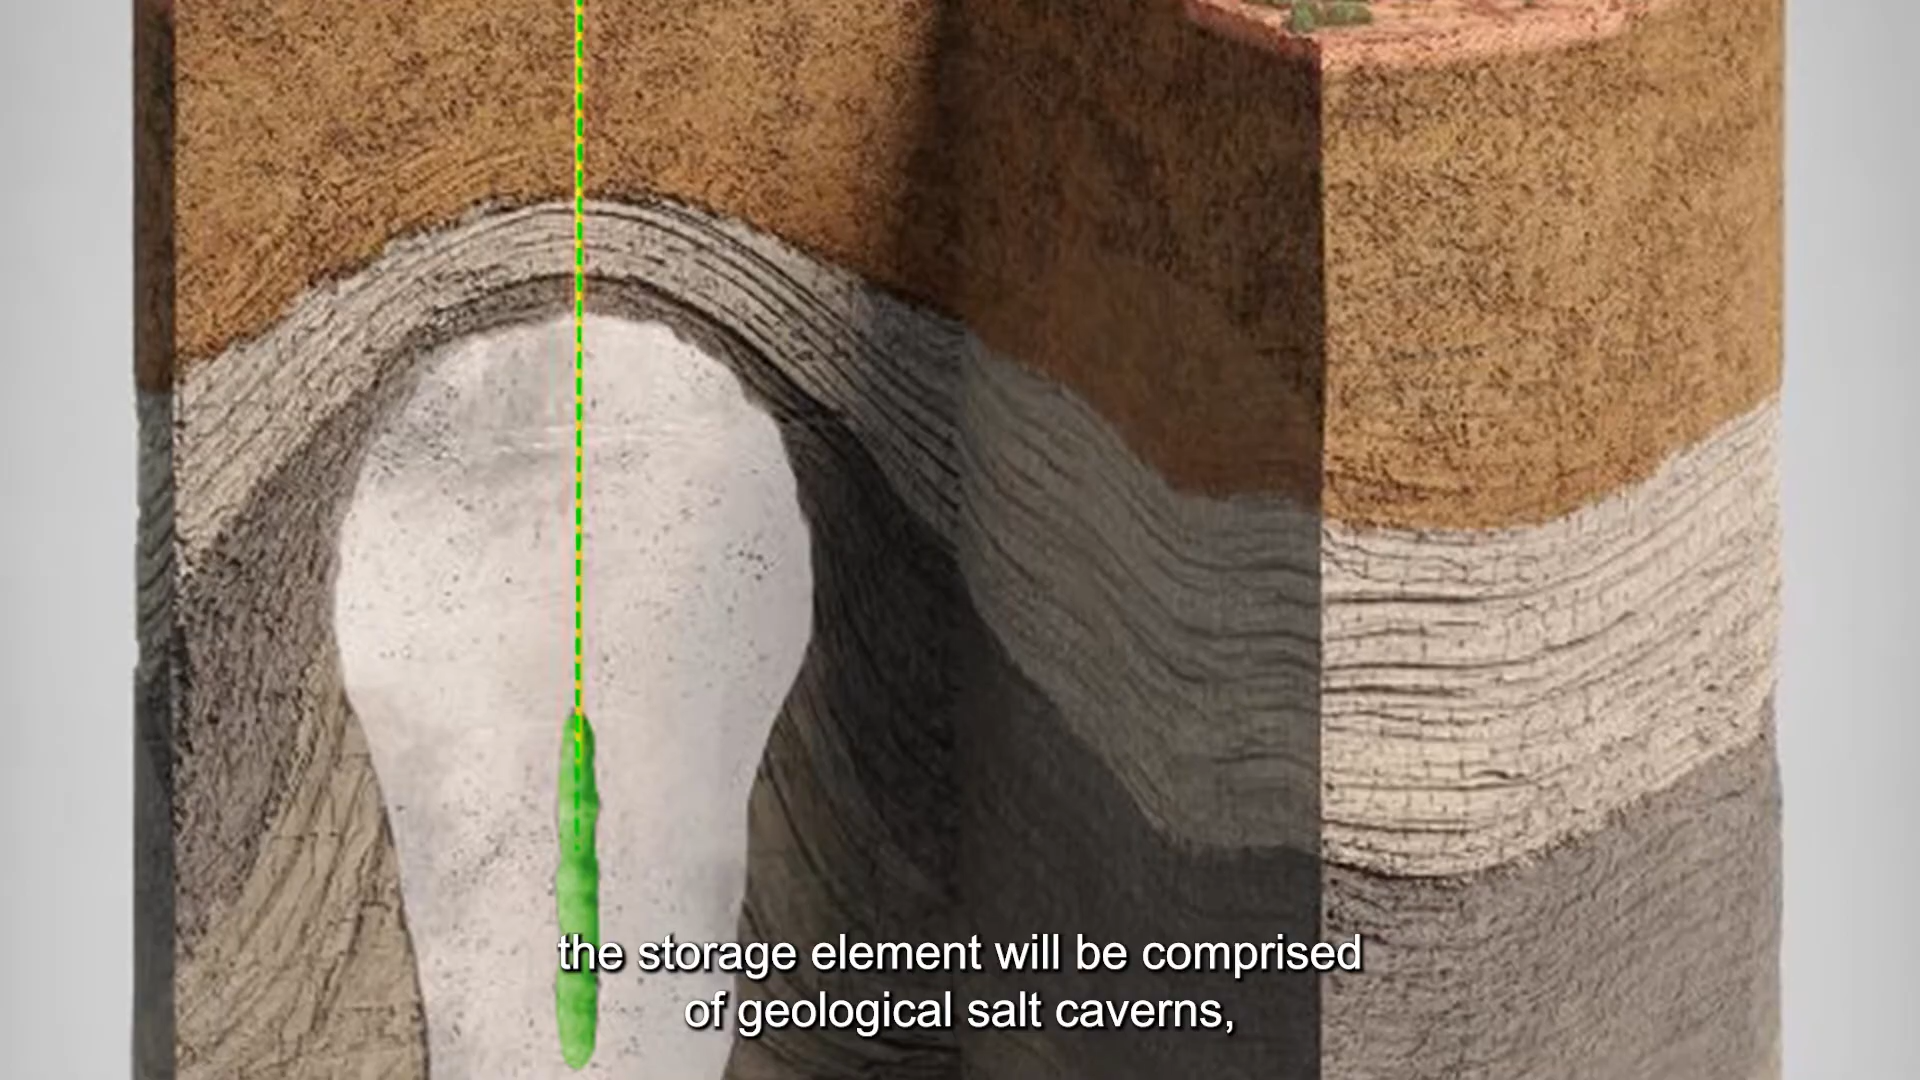 the storage element will be comprised
of geological salt caverns,